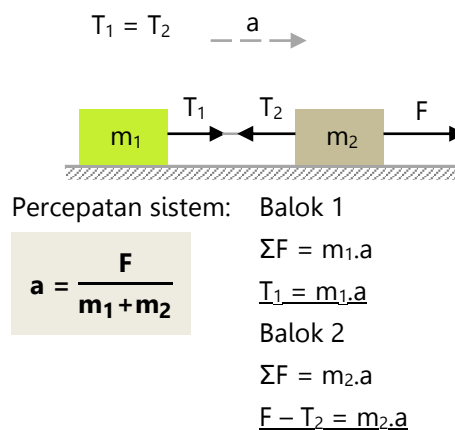 T₁ = T₂
a
T₁ T₂ F
m₁ m₂
Percepatan sistem:
a = F / m₁+m₂
Balok 1
ΣF = m₁.a
T₁ = m₁.a
Balok 2
ΣF = m₂.a
F – T₂ = m₂.a